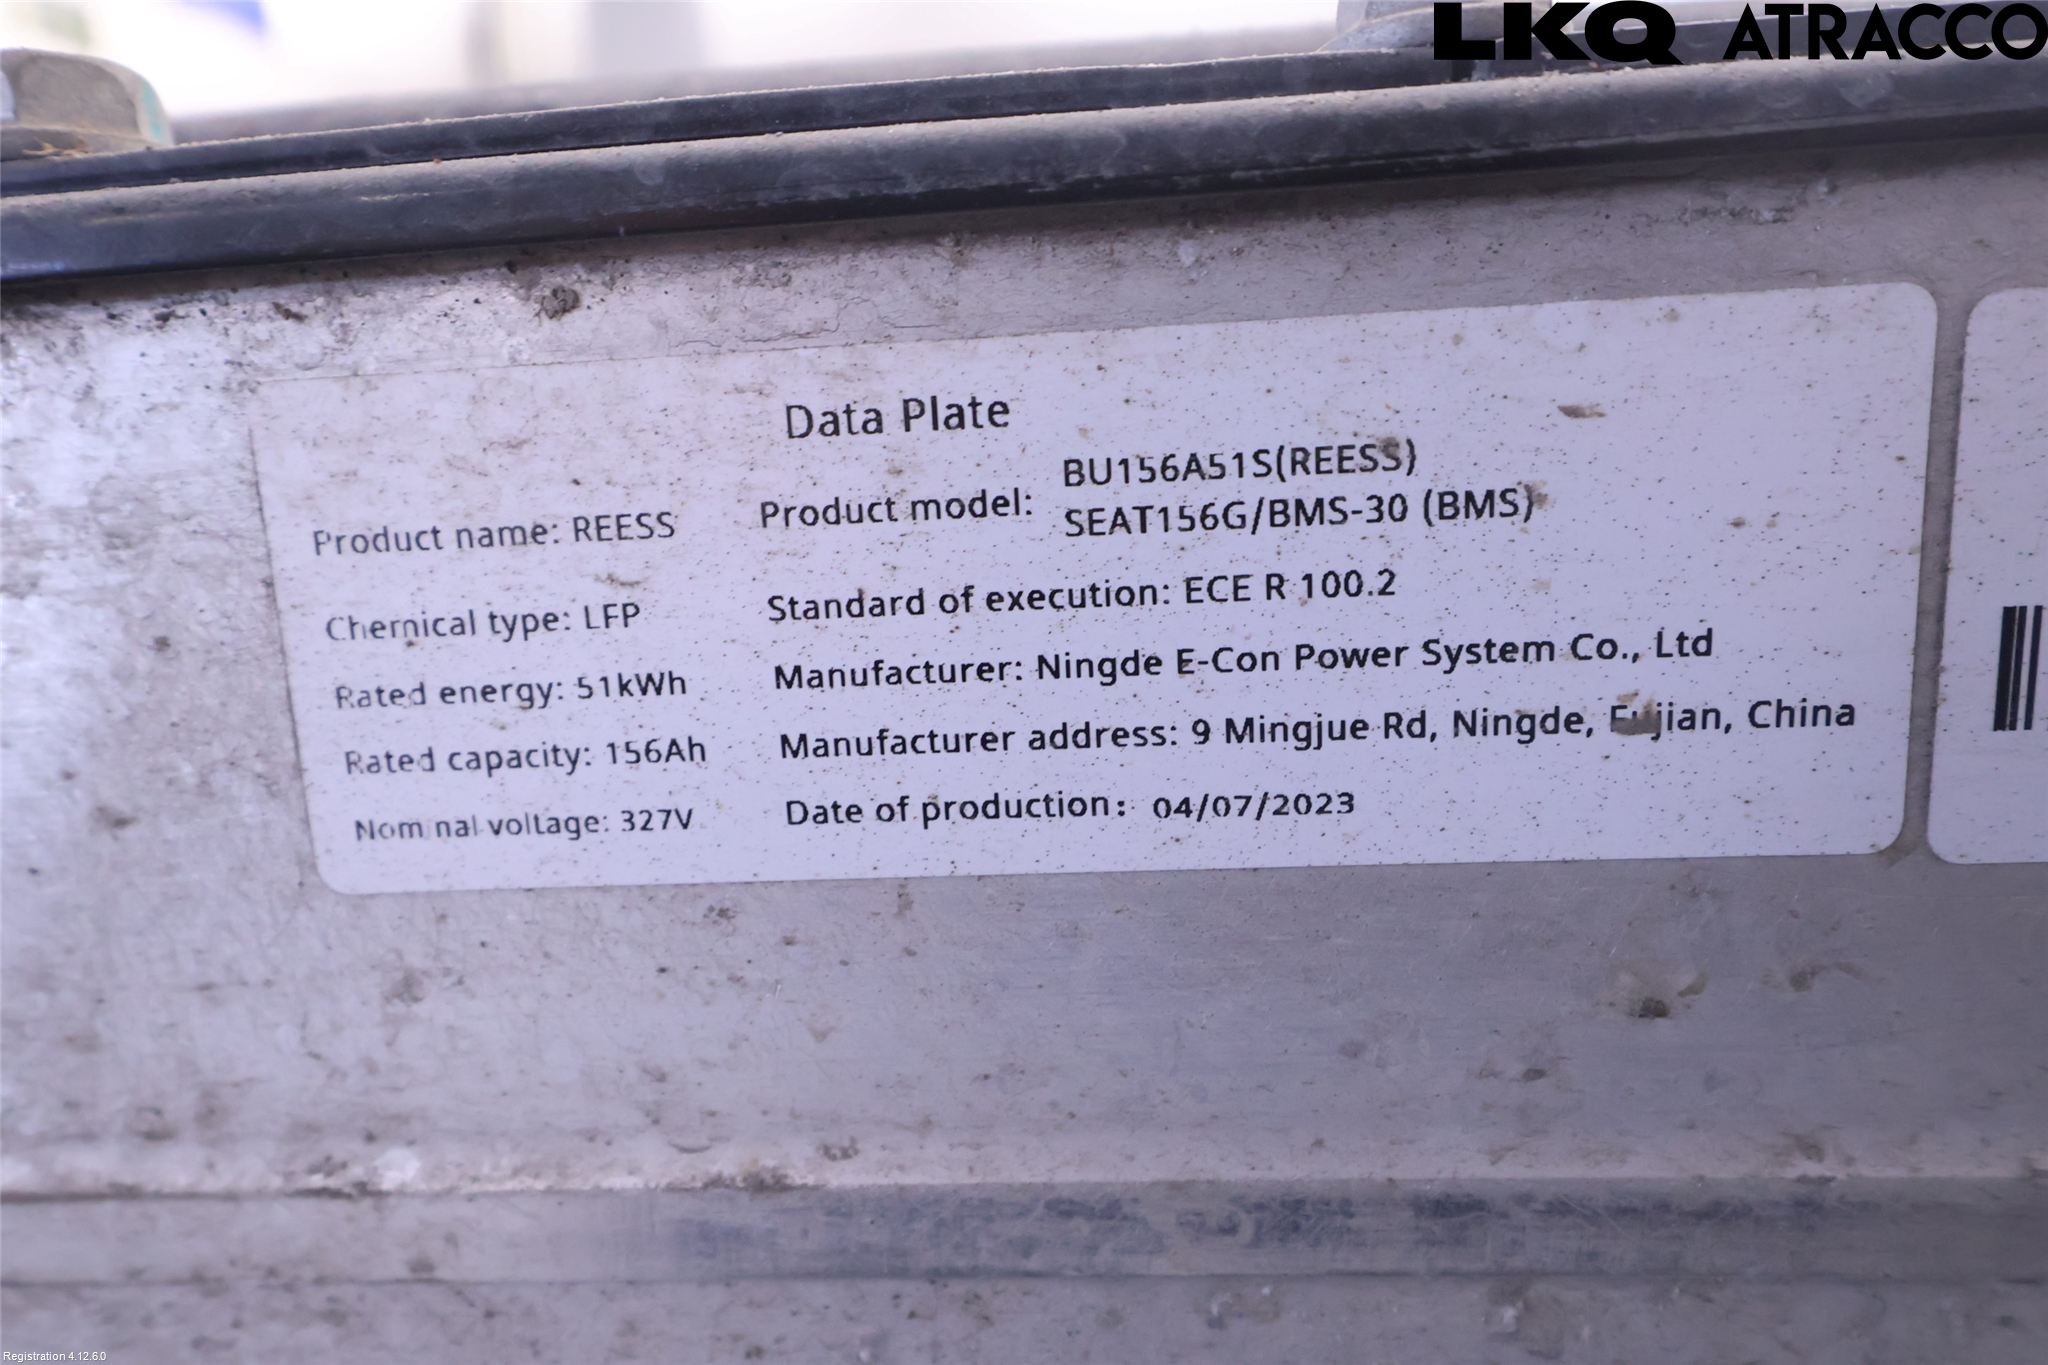 LKQ ATRACCO
Data Plate
Product name: REESS
Product model: BU156A51S(REESS)
SEAT156G/BMS-30 (BMS)
Chemical type: LFP
Standard of execution: ECE R 100.2
Rated energy: 51kWh
Manufacturer: Ningde E-Con Power System Co., Ltd
Rated capacity: 156Ah
Manufacturer address: 9 Mingjue Rd, Ningde, Fujian, China
Nominal voltage: 327V
Date of production: 04/07/2023
Registration 4.12.6.0